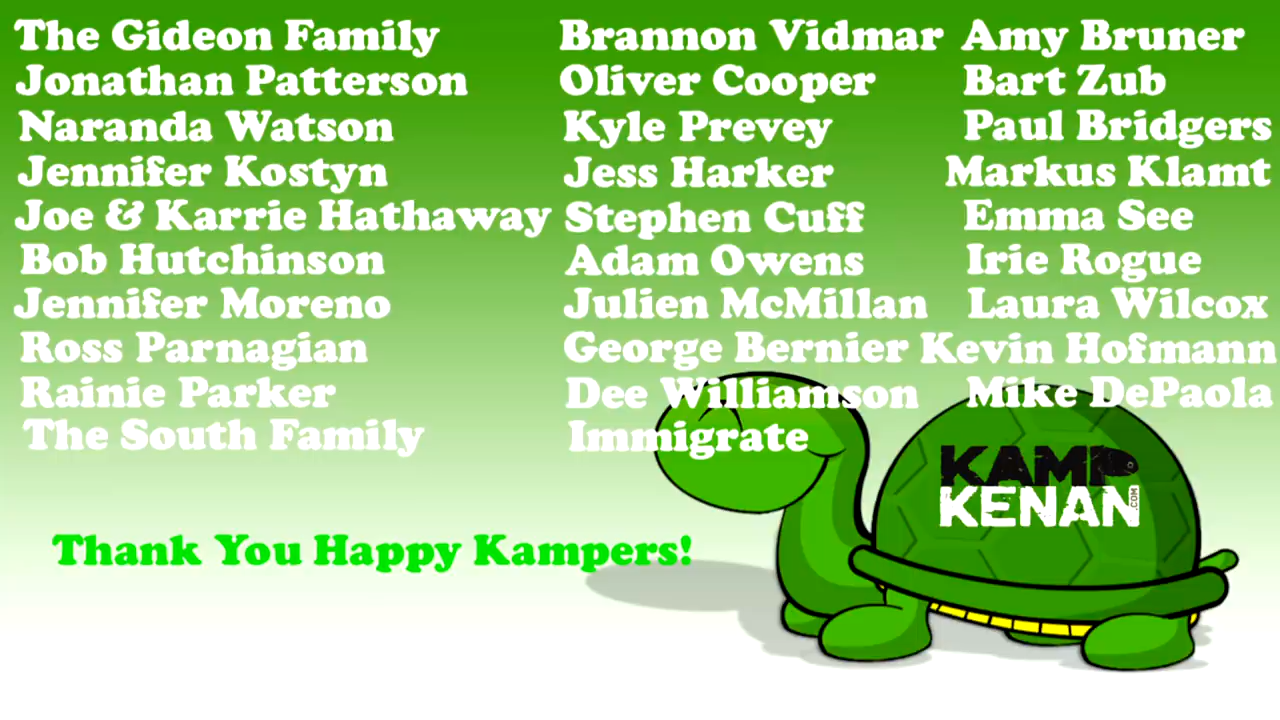 The Gideon Family
Jonathan Patterson
Naranda Watson
Jennifer Kostyn
Joe & Karrie Hathaway
Bob Hutchinson
Jennifer Moreno
Ross Parnagian
Rainie Parker
The South Family
Brannon Vidmar
Oliver Cooper
Kyle Prevey
Jess Harker
Stephen Cuff
Adam Owens
Julien McMillan
George Bernier
Dee Williamson
Immigrate
Amy Bruner
Bart Zub
Paul Bridgers
Markus Klamt
Emma See
Irie Rogue
Laura Wilcox
Kevin Hofmann
Mike DePaola
KAMP
KENAN.COM
Thank You Happy Kampers!